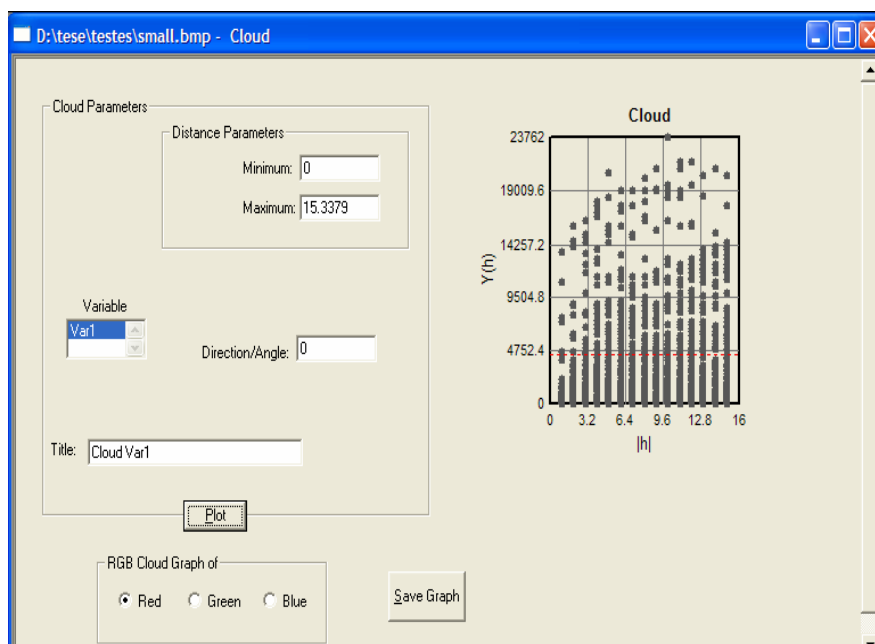 D:\tese\testes\small.bmp - Cloud
Cloud Parameters
Distance Parameters
Minimum: 0
Maximum: 15.3379
Variable
Var1
Direction/Angle: 0
Title: Cloud Var1
Plot
RGB Cloud Graph of
Red Green Blue
Save Graph
Cloud
23762
19009.6
14257.2
9504.8
4752.4
0
Y(h)
0 3.2 6.4 9.6 12.8 16
|h|